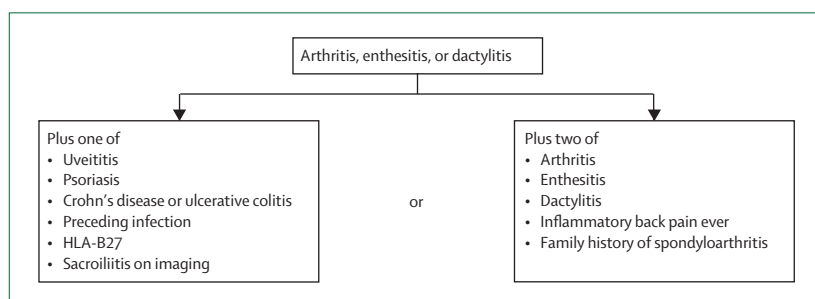 Arthritis, enthesitis, or dactylitis
Plus one of
• Uveititis
• Psoriasis
• Crohn's disease or ulcerative colitis
• Preceding infection
• HLA-B27
• Sacroiliitis on imaging
or
Plus two of
• Arthritis
• Enthesitis
• Dactylitis
• Inflammatory back pain ever
• Family history of spondyloarthritis